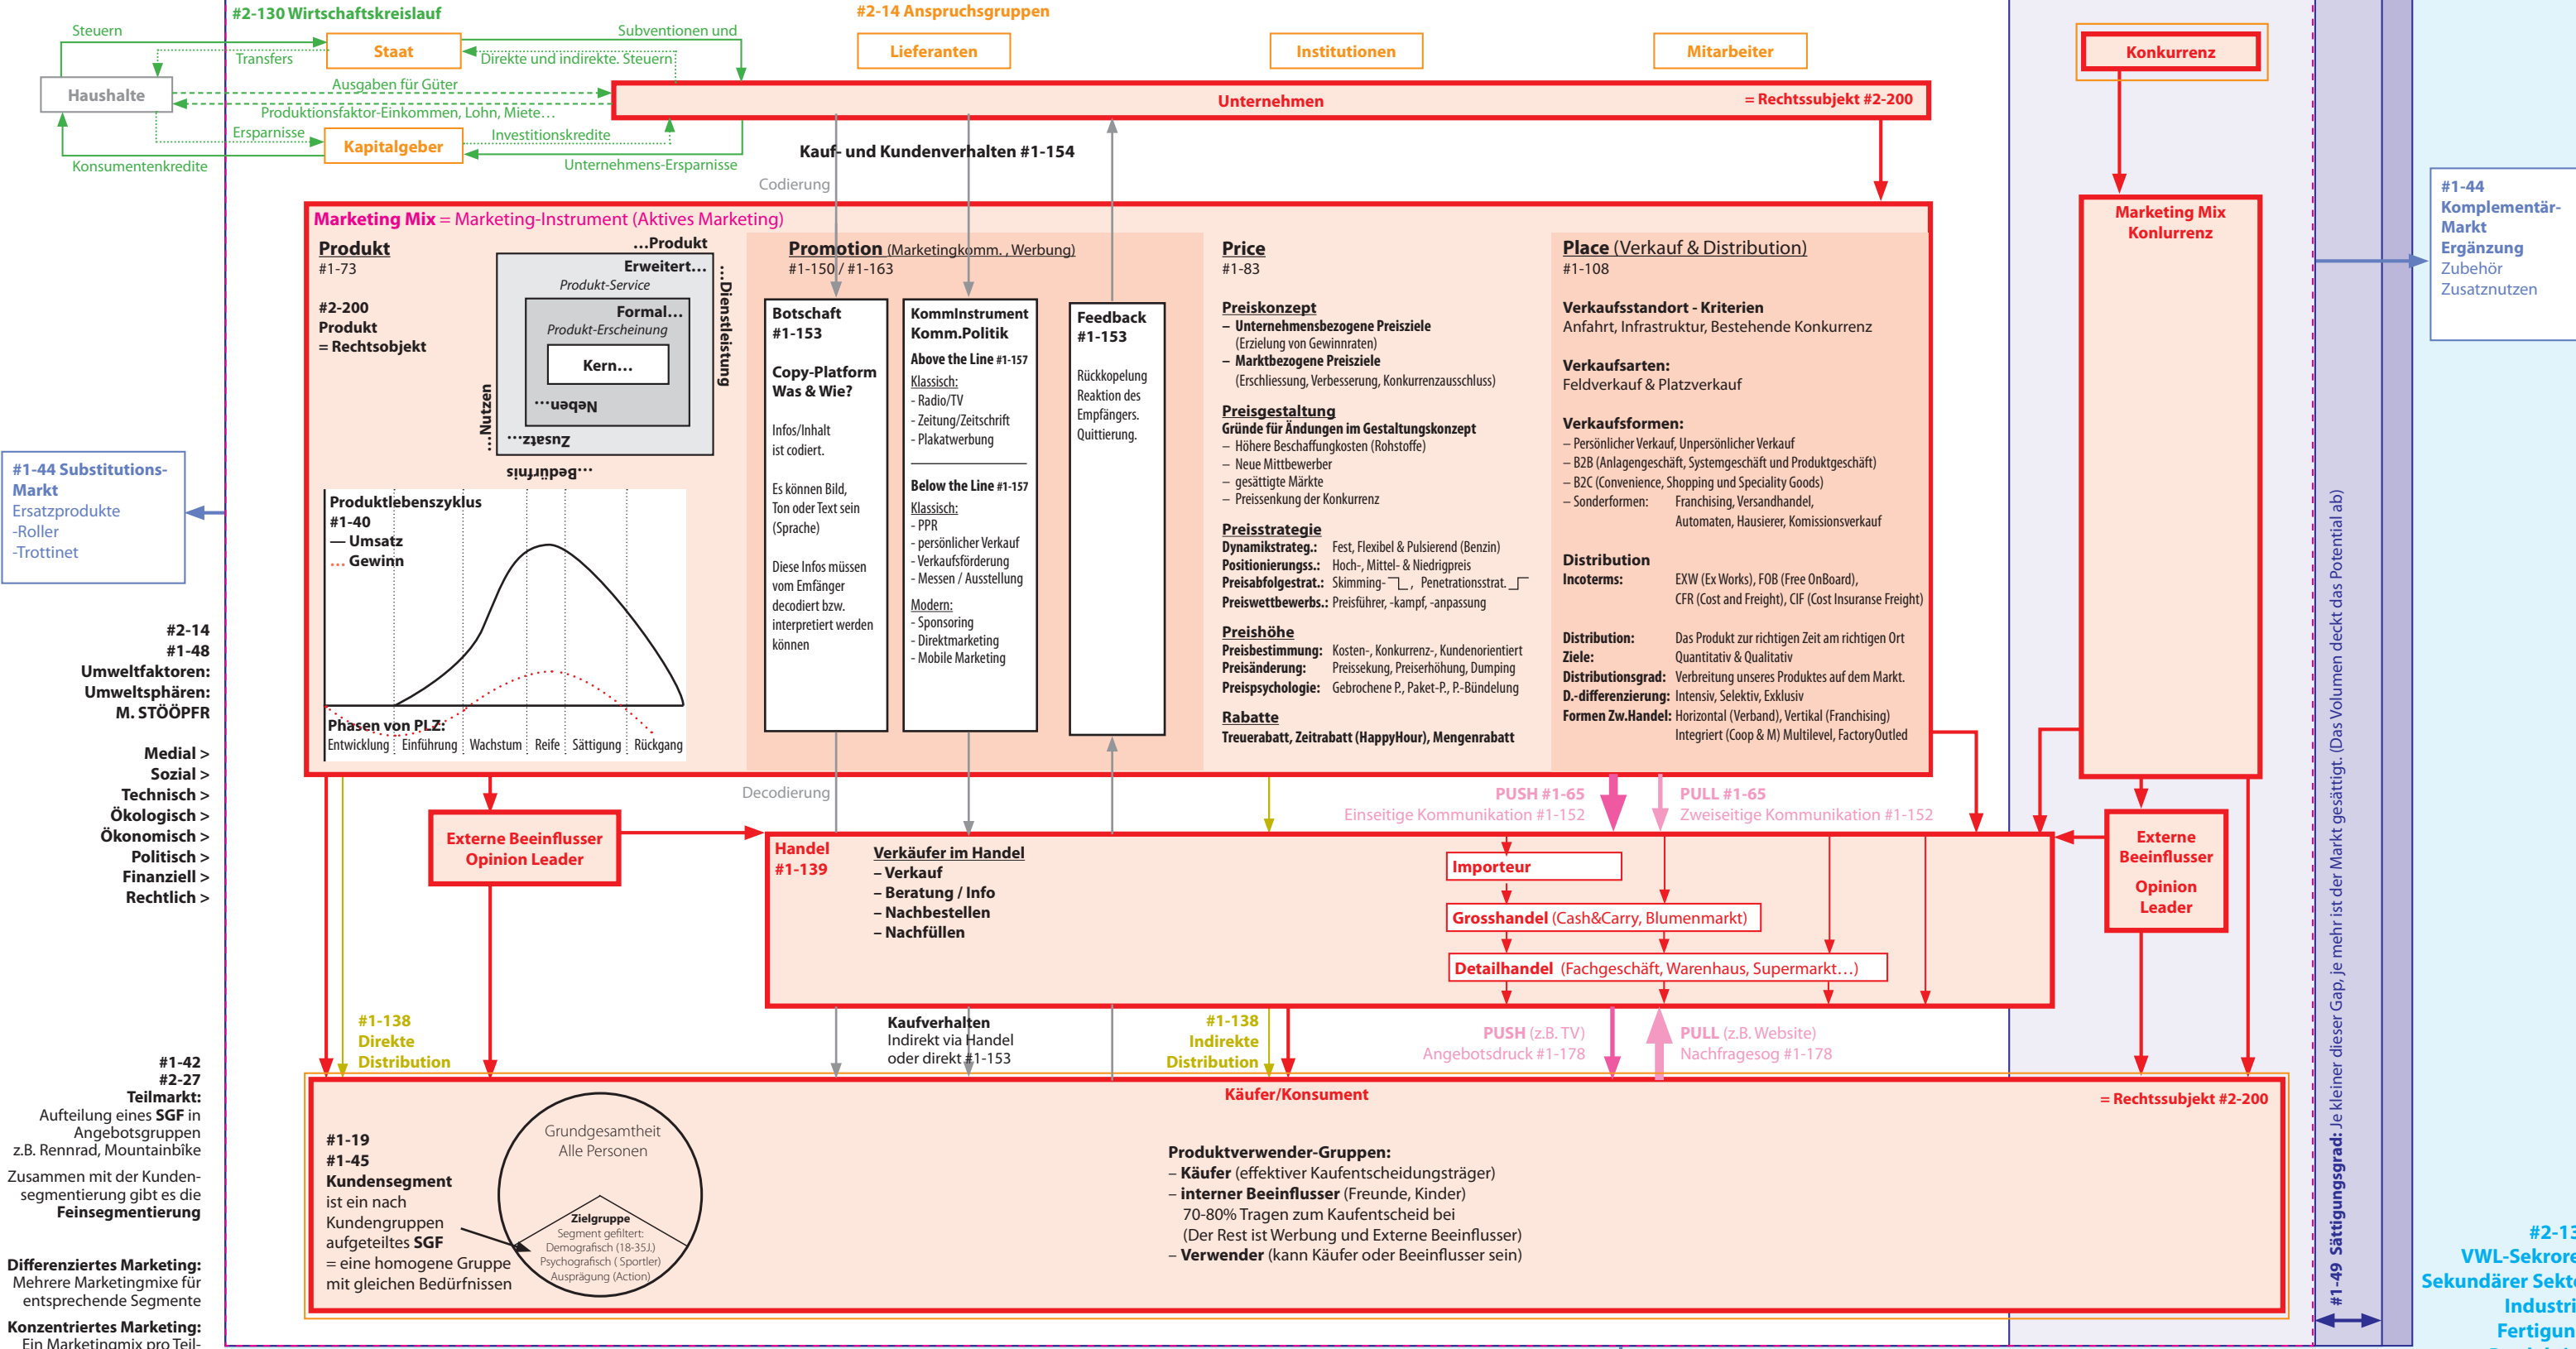 #2-130 Wirtschaftskreislauf
Steuern
Staat
Subventionen und
Transfers
Direkte und indirekte. Steuern
Haushalte
Ausgaben für Güter
Produktionsfaktor-Einkommen, Lohn, Miete…
Ersparnisse
Kapitalgeber
Investitionskredite
Konsumentenkredite
Unternehmens-Ersparnisse
#2-14 Anspruchsgruppen
Lieferanten
Institutionen
Mitarbeiter
Konkurrenz
Unternehmen
= Rechtssubjekt #2-200
Kauf- und Kundenverhalten #1-154
Codierung
Marketing Mix = Marketing-Instrument (Aktives Marketing)
Produkt
#1-73
#2-200
Produkt
= Rechtsobjekt
…Produkt
Erweitert…
Produkt-Service
Formal…
Produkt-Erscheinung
Kern…
…Neben
…Zusatz
…Bedürfnis
…Nutzen
…Dienstleistung
Produktlebenszyklus
#1-40
— Umsatz
… Gewinn
Phasen von PLZ:
Entwicklung
Einführung
Wachstum
Reife
Sättigung
Rückgang
Promotion (Marketingkomm. , Werbung)
#1-150 / #1-163
Botschaft
#1-153
Copy-Platform
Was & Wie?
Infos/Inhalt
ist codiert.
Es können Bild,
Ton oder Text sein
(Sprache)
Diese Infos müssen
vom Emfänger
decodiert bzw.
interpretiert werden
können
KommInstrument
Komm.Politik
Above the Line #1-157
Klassisch:
- Radio/TV
- Zeitung/Zeitschrift
- Plakatwerbung
Below the Line #1-157
Klassisch:
- PPR
- persönlicher Verkauf
- Verkaufsförderung
- Messen / Ausstellung
Modern:
- Sponsoring
- Direktmarketing
- Mobile Marketing
Feedback
#1-153
Rückkopelung
Reaktion des
Empfängers.
Quittierung.
Price
#1-83
Preiskonzept
– Unternehmensbezogene Preisziele
(Erzielung von Gewinnraten)
– Marktbezogene Preisziele
(Erschliessung, Verbesserung, Konkurrenzausschluss)
Preisgestaltung
Gründe für Ändungen im Gestaltungskonzept
– Höhere Beschaffungkosten (Rohstoffe)
– Neue Mittbewerber
– gesättigte Märkte
– Preissenkung der Konkurrenz
Preisstrategie
Dynamikstrateg.: Fest, Flexibel & Pulsierend (Benzin)
Positionierungss.: Hoch-, Mittel- & Niedrigpreis
Preisabfolgestrat.: Skimming- , Penetrationsstrat.
Preiswettbewerbs.: Preisführer, -kampf, -anpassung
Preishöhe
Preisbestimmung: Kosten-, Konkurrenz-, Kundenorientiert
Preisänderung: Preissekung, Preiserhöhung, Dumping
Preispsychologie: Gebrochene P., Paket-P., P.-Bündelung
Rabatte
Treuerabatt, Zeitrabatt (HappyHour), Mengenrabatt
Place (Verkauf & Distribution)
#1-108
Verkaufsstandort - Kriterien
Anfahrt, Infrastruktur, Bestehende Konkurrenz
Verkaufsarten:
Feldverkauf & Platzverkauf
Verkaufsformen:
– Persönlicher Verkauf, Unpersönlicher Verkauf
– B2B (Anlagengeschäft, Systemgeschäft und Produktgeschäft)
– B2C (Convenience, Shopping und Speciality Goods)
– Sonderformen: Franchising, Versandhandel,
Automaten, Hausierer, Komissionsverkauf
Distribution
Incoterms: EXW (Ex Works), FOB (Free OnBoard),
CFR (Cost and Freight), CIF (Cost Insuranse Freight)
Distribution: Das Produkt zur richtigen Zeit am richtigen Ort
Ziele: Quantitativ & Qualitativ
Distributionsgrad: Verbreitung unseres Produktes auf dem Markt.
D.-differenzierung: Intensiv, Selektiv, Exklusiv
Formen Zw.Handel: Horizontal (Verband), Vertikal (Franchising)
Integriert (Coop & M) Multilevel, FactoryOutled
Marketing Mix
Konlurrenz
#1-44
Komplementär-
Markt
Ergänzung
Zubehör
Zusatznutzen
#1-44 Substitutions-
Markt
Ersatzprodukte
-Roller
-Trottinet
#2-14
#1-48
Umweltfaktoren:
Umweltsphären:
M. STÖÖPFR
Medial >
Sozial >
Technisch >
Ökologisch >
Ökonomisch >
Politisch >
Finanziell >
Rechtlich >
Decodierung
Externe Beeinflusser
Opinion Leader
PUSH #1-65
Einseitige Kommunikation #1-152
PULL #1-65
Zweiseitige Kommunikation #1-152
Handel
#1-139
Verkäufer im Handel
– Verkauf
– Beratung / Info
– Nachbestellen
– Nachfüllen
Importeur
Grosshandel (Cash&Carry, Blumenmarkt)
Detailhandel (Fachgeschäft, Warenhaus, Supermarkt…)
Externe
Beeinflusser
Opinion
Leader
#1-138
Direkte
Distribution
Kaufverhalten
Indirekt via Handel
oder direkt #1-153
#1-138
Indirekte
Distribution
PUSH (z.B. TV)
Angebotsdruck #1-178
PULL (z.B. Website)
Nachfragesog #1-178
#1-42
#2-27
Teilmarkt:
Aufteilung eines SGF in
Angebotsgruppen
z.B. Rennrad, Mountainbîke
Zusammen mit der Kunden-
segmentierung gibt es die
Feinsegmentierung
Differenziertes Marketing:
Mehrere Marketingmixe für
entsprechende Segmente
Konzentriertes Marketing:
Ein Marketingmix pro Teil-
Käufer/Konsument
= Rechtssubjekt #2-200
#1-19
#1-45
Kundensegment
ist ein nach
Kundengruppen
aufgeteiltes SGF
= eine homogene Gruppe
mit gleichen Bedürfnissen
Grundgesamtheit
Alle Personen
Zielgruppe
Segment gefiltert:
Demografisch (18-35J.)
Psychografisch ( Sportler)
Ausprägung (Action)
Produktverwender-Gruppen:
– Käufer (effektiver Kaufentscheidungsträger)
– interner Beeinflusser (Freunde, Kinder)
70-80% Tragen zum Kaufentscheid bei
(Der Rest ist Werbung und Externe Beeinflusser)
– Verwender (kann Käufer oder Beeinflusser sein)
#1-49 Sättigungsgrad: Je kleiner dieser Gap, je mehr ist der Markt gesättigt. (Das Volumen deckt das Potential ab)
#2-13
VWL-Sekrore
Sekundärer Sekt
Industri
Fertigun